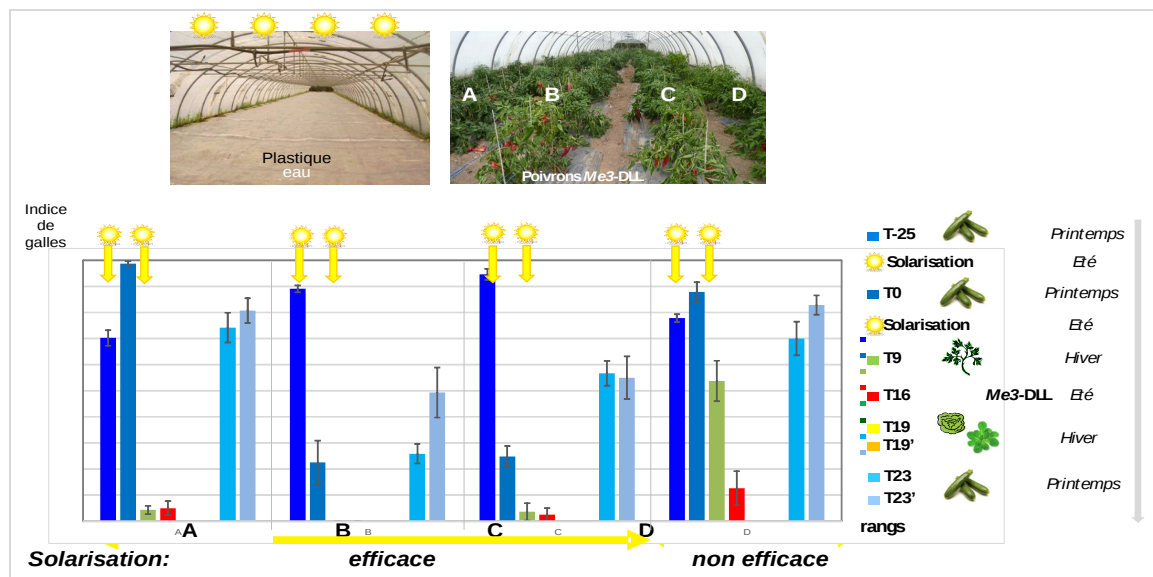 Plastique
eau
A B C D
Poivrons Me3-DLL
Indice
de
galles
T-25 Printemps
Solarisation Eté
T0 Printemps
Solarisation Eté
T9 Hiver
T16 Me3-DLL Eté
T19
T19' Hiver
T23 Printemps
T23'
rangs
A A B B C C D D
Solarisation: efficace non efficace